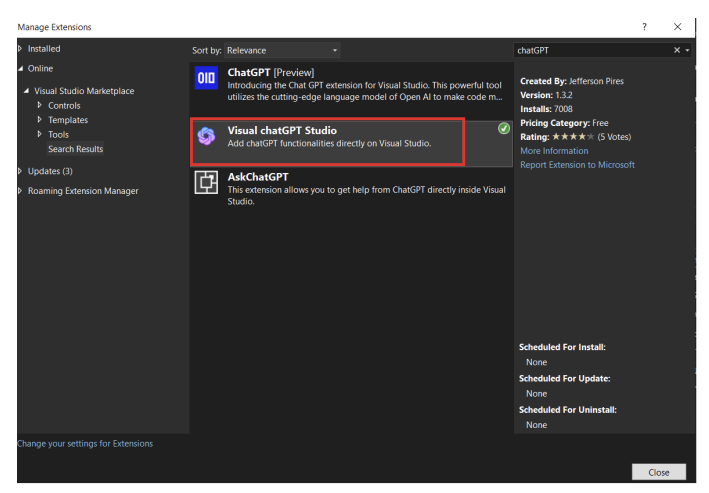 Manage Extensions
?
Installed
Online
Visual Studio Marketplace
Controls
Templates
Tools
Search Results
Updates (3)
Roaming Extension Manager
Sort by: Relevance
ChatGPT [Preview]
Introducing the Chat GPT extension for Visual Studio. This powerful tool
utilizes the cutting-edge language model of Open AI to make code m...
Visual chatGPT Studio
Add chatGPT functionalities directly on Visual Studio.
AskChatGPT
This extension allows you to get help from ChatGPT directly inside Visual
Studio.
chatGPT
Created By: Jefferson Pires
Version: 1.3.2
Installs: 7008
Pricing Category: Free
Rating: ★★★★★ (5 Votes)
More Information
Report Extension to Microsoft
Scheduled For Install:
None
Scheduled For Update:
None
Scheduled For Uninstall:
None
Change your settings for Extensions
Close